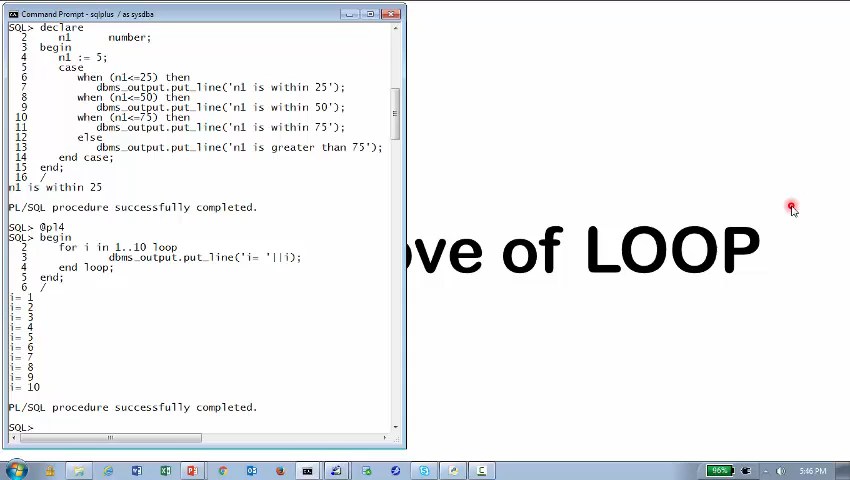 Command Prompt - sqlplus / as sysdba
SQL> declare
2 n1 number;
3 begin
4 n1 := 5;
5 case
6 when (n1<=25) then
7 dbms_output.put_line('n1 is within 25');
8 when (n1<=50) then
9 dbms_output.put_line('n1 is within 50');
10 when (n1<=75) then
11 dbms_output.put_line('n1 is within 75');
12 else
13 dbms_output.put_line('n1 is greater than 75');
14 end case;
15 end;
16 /
n1 is within 25
PL/SQL procedure successfully completed.
SQL> @pl4
SQL> begin
2 for i in 1..10 loop
3 dbms_output.put_line('i= '||i);
4 end loop;
5 end;
6 /
i= 1
i= 2
i= 3
i= 4
i= 5
i= 6
i= 7
i= 8
i= 9
i= 10
PL/SQL procedure successfully completed.
SQL>
ove of LOOP
96%
5:46 PM